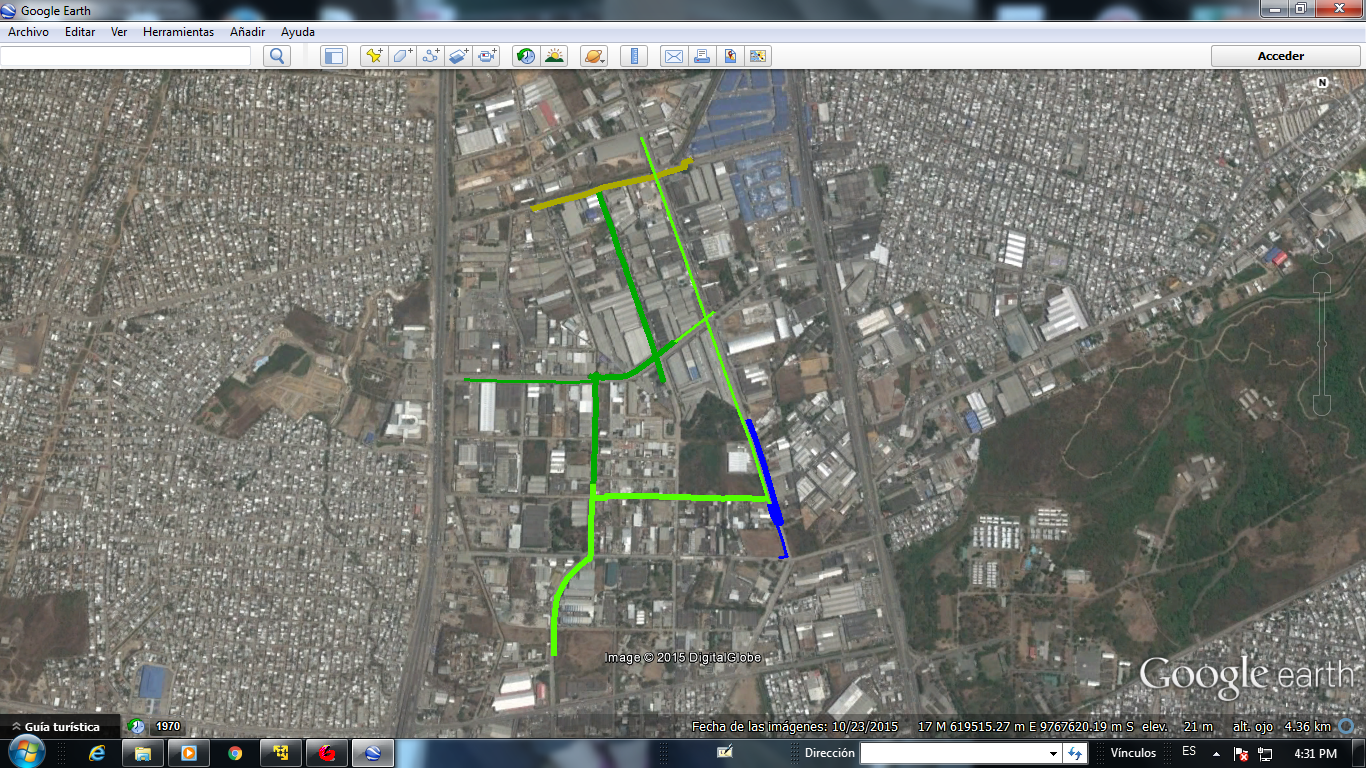 Google Earth
Archivo Editar Ver Herramientas Añadir Ayuda
Acceder
N
Image © 2015 DigitalGlobe
Google earth
Guía turística
1970
Fecha de las imágenes: 10/23/2015 17 M 619515.27 m E 9767620.19 m S elev. 21 m alt. ojo 4.36 km
Dirección
Vínculos
ES
4:31 PM